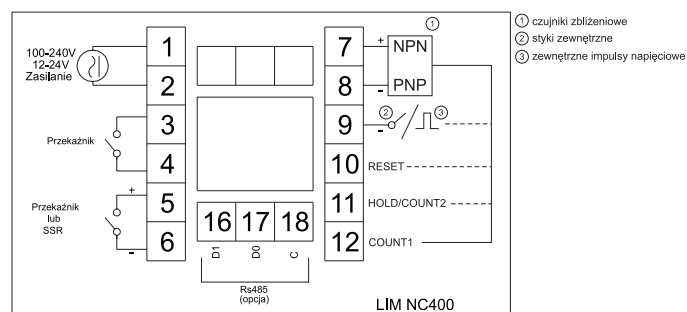 ① czujniki zbliżeniowe
② styki zewnętrzne
③ zewnętrzne impulsy napięciowe
100-240V
12-24V
Zasilanie
1
2
Przekaźnik
3
4
Przekaźnik
lub
SSR
+
-
5
6
16 17 18
D1 D0 C
Rs485
(opcja)
7
8
9
10
11
12
①
+
-
NPN
PNP
② ③
-
RESET
HOLD/COUNT2
COUNT1
LIM NC400